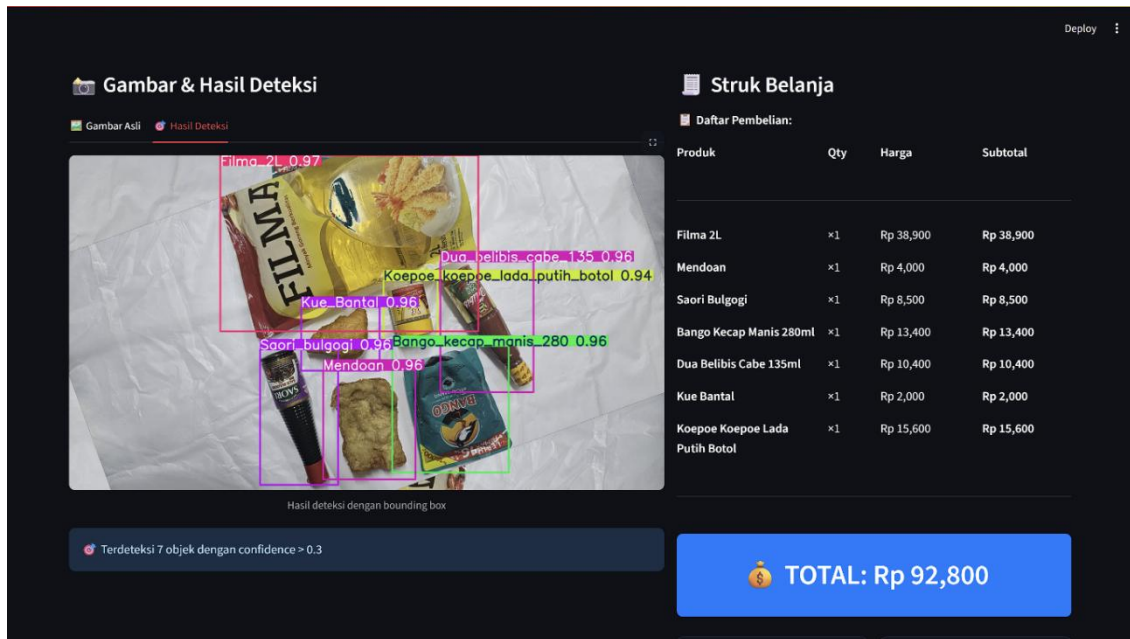 Deploy
Gambar & Hasil Deteksi
Gambar Asli Hasil Deteksi
Filma_2L 0.97
FILMA
Dua_belibis_cabe_135 0.96
Koepoe_koepoe_lada_putih_botol 0.94
Kue_Bantal 0.96
Saori_bulgogi 0.96
Bango_kecap_manis_280 0.96
Mendoan 0.96
SAORI
BANGO
FILMA
Hasil deteksi dengan bounding box
Terdeteksi 7 objek dengan confidence > 0.3
Struk Belanja
Daftar Pembelian:
Produk Qty Harga Subtotal
Filma 2L ×1 Rp 38,900 Rp 38,900
Mendoan ×1 Rp 4,000 Rp 4,000
Saori Bulgogi ×1 Rp 8,500 Rp 8,500
Bango Kecap Manis 280ml ×1 Rp 13,400 Rp 13,400
Dua Belibis Cabe 135ml ×1 Rp 10,400 Rp 10,400
Kue Bantal ×1 Rp 2,000 Rp 2,000
Koepoe Koepoe Lada ×1 Rp 15,600 Rp 15,600
Putih Botol
TOTAL: Rp 92,800